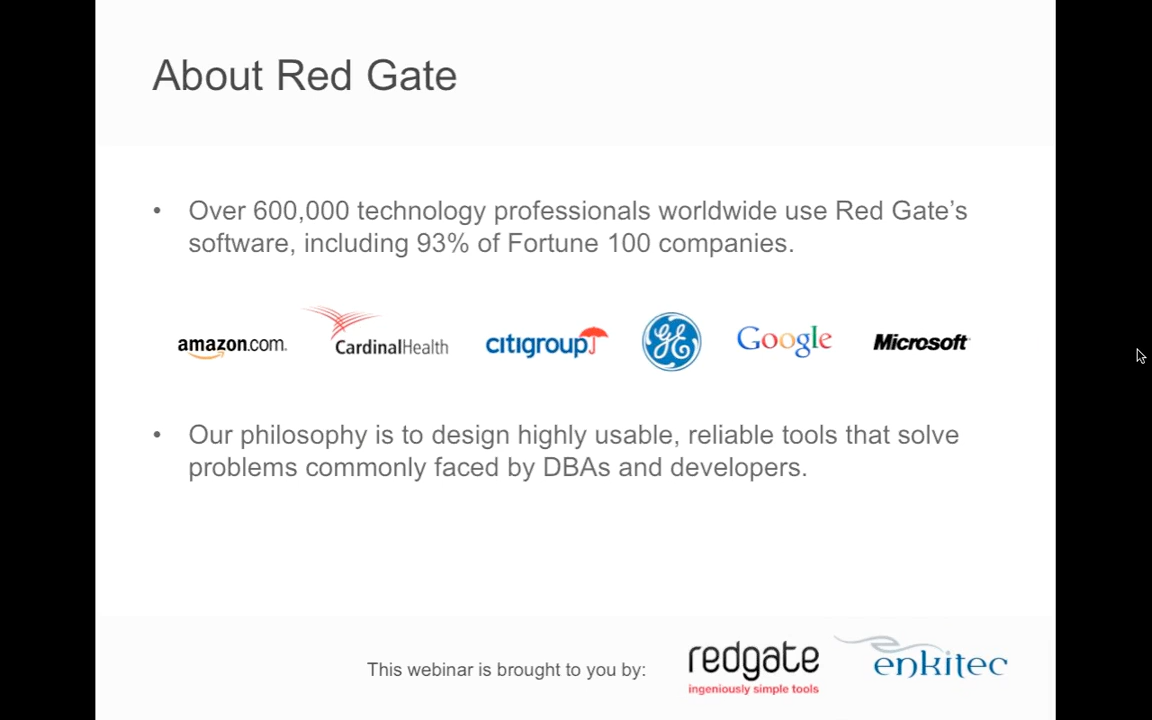 About Red Gate
• Over 600,000 technology professionals worldwide use Red Gate’s
software, including 93% of Fortune 100 companies.
amazon.com. CardinalHealth citigroup GE Google Microsoft
• Our philosophy is to design highly usable, reliable tools that solve
problems commonly faced by DBAs and developers.
This webinar is brought to you by: redgate enkitec
ingeniously simple tools